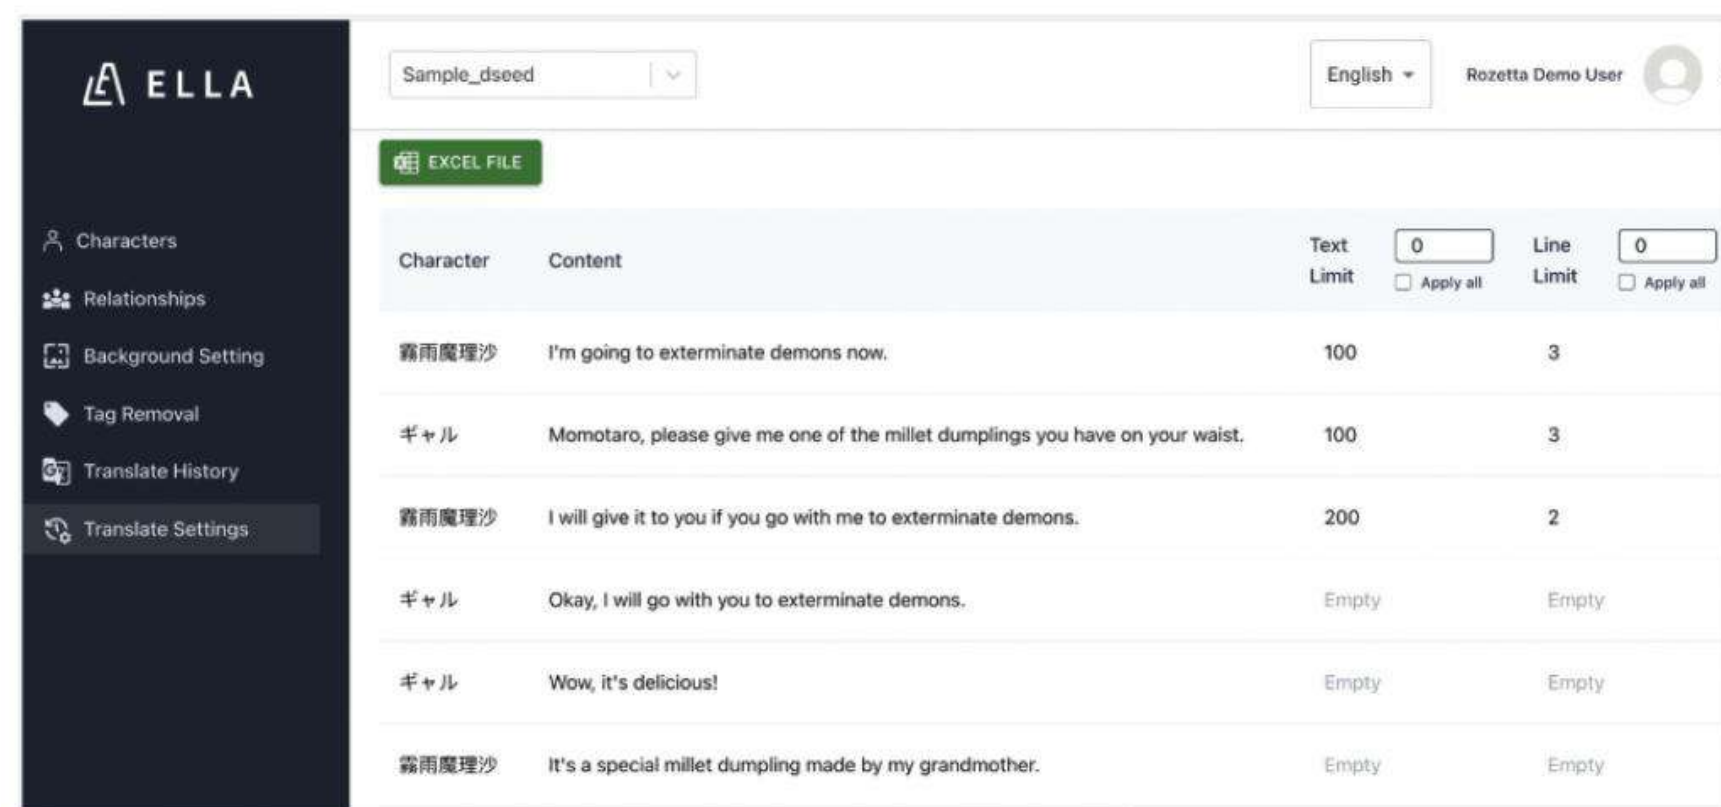 ELLA
Sample_dseed
English
Rozetta Demo User
EXCEL FILE
Characters
Relationships
Background Setting
Tag Removal
Translate History
Translate Settings
Character Content Text Limit 0 Apply all Line Limit 0 Apply all
霧雨魔理沙 I'm going to exterminate demons now. 100 3
ギャル Momotaro, please give me one of the millet dumplings you have on your waist. 100 3
霧雨魔理沙 I will give it to you if you go with me to exterminate demons. 200 2
ギャル Okay, I will go with you to exterminate demons. Empty Empty
ギャル Wow, it's delicious! Empty Empty
霧雨魔理沙 It's a special millet dumpling made by my grandmother. Empty Empty